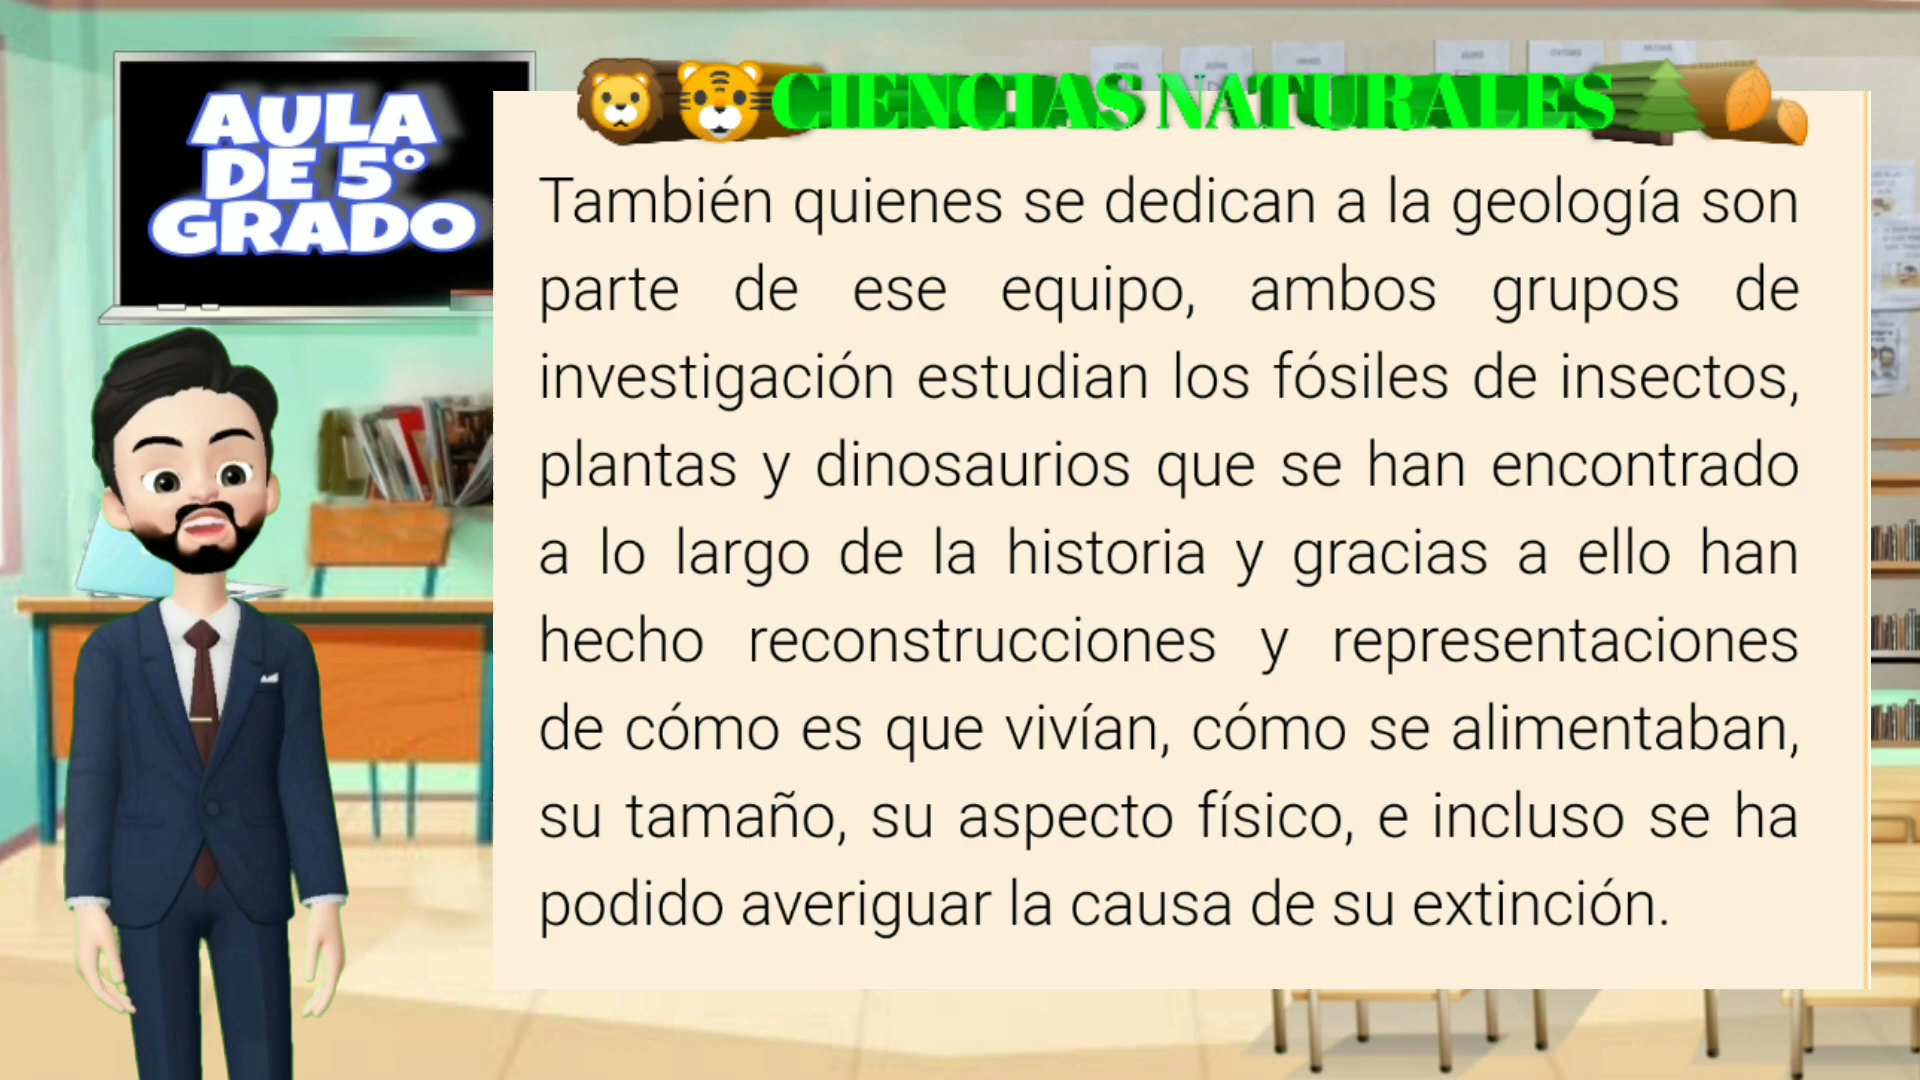 AULA
DE 5º
GRADO
CIENCIAS NATURALES
También quienes se dedican a la geología son
parte de ese equipo, ambos grupos de
investigación estudian los fósiles de insectos,
plantas y dinosaurios que se han encontrado
a lo largo de la historia y gracias a ello han
hecho reconstrucciones y representaciones
de cómo es que vivían, cómo se alimentaban,
su tamaño, su aspecto físico, e incluso se ha
podido averiguar la causa de su extinción.